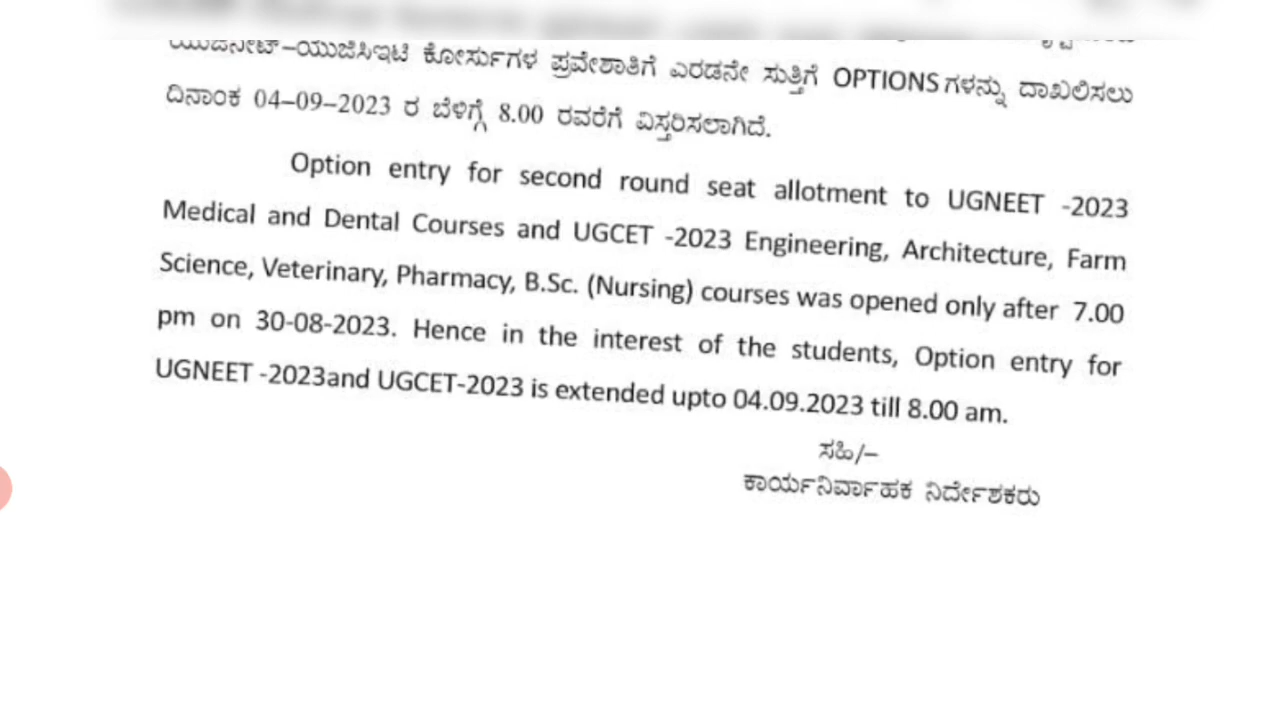 ಯುಜಿನೀಟ್–ಯುಜಿಸಿಇಟಿ ಕೋರ್ಸುಗಳ ಪ್ರವೇಶಾತಿಗೆ ಎರಡನೇ ಸುತ್ತಿಗೆ OPTIONS ಗಳನ್ನು ದಾಖಲಿಸಲು
ದಿನಾಂಕ 04–09–2023 ರ ಬೆಳಿಗ್ಗೆ 8.00 ರವರೆಗೆ ವಿಸ್ತರಿಸಲಾಗಿದೆ.
Option entry for second round seat allotment to UGNEET -2023
Medical and Dental Courses and UGCET -2023 Engineering, Architecture, Farm
Science, Veterinary, Pharmacy, B.Sc. (Nursing) courses was opened only after 7.00
pm on 30-08-2023. Hence in the interest of the students, Option entry for
UGNEET -2023and UGCET-2023 is extended upto 04.09.2023 till 8.00 am.
ಸಹಿ/–
ಕಾರ್ಯನಿರ್ವಾಹಕ ನಿರ್ದೇಶಕರು